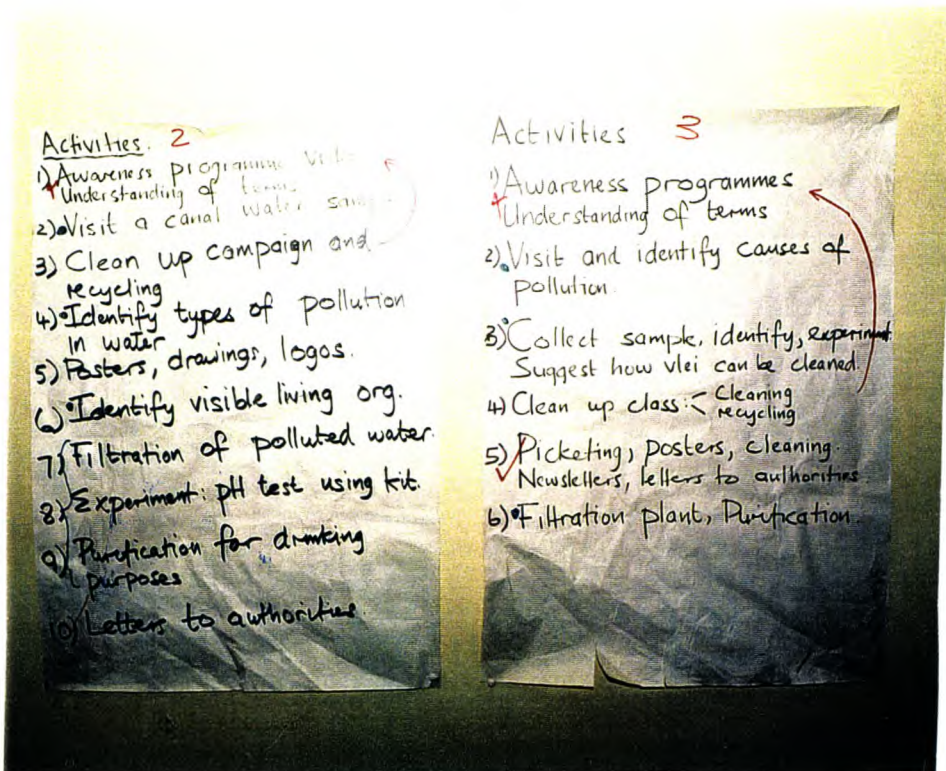 Activities. 2
1) Awareness programme
+ Understanding of terms
2) • Visit a canal water
3) Clean up campaign and
recycling
4) • Identify types of pollution
in water
5) Posters, drawings, logos.
6) • Identify visible living org.
7) Filtration of polluted water.
8) Experiment: pH test using kit.
9) Purification for drinking
purposes
10) Letters to authorities.
Activities 3
1) Awareness programmes
+ Understanding of terms
2) • Visit and identify causes of
pollution.
3) • Collect sample, identify, experiment.
Suggest how vlei can be cleaned.
4) Clean up class: < Cleaning
recycling
5) Picketing, posters, cleaning.
✓ Newsletters, letters to authorities
6) • Filtration plant, Purification.